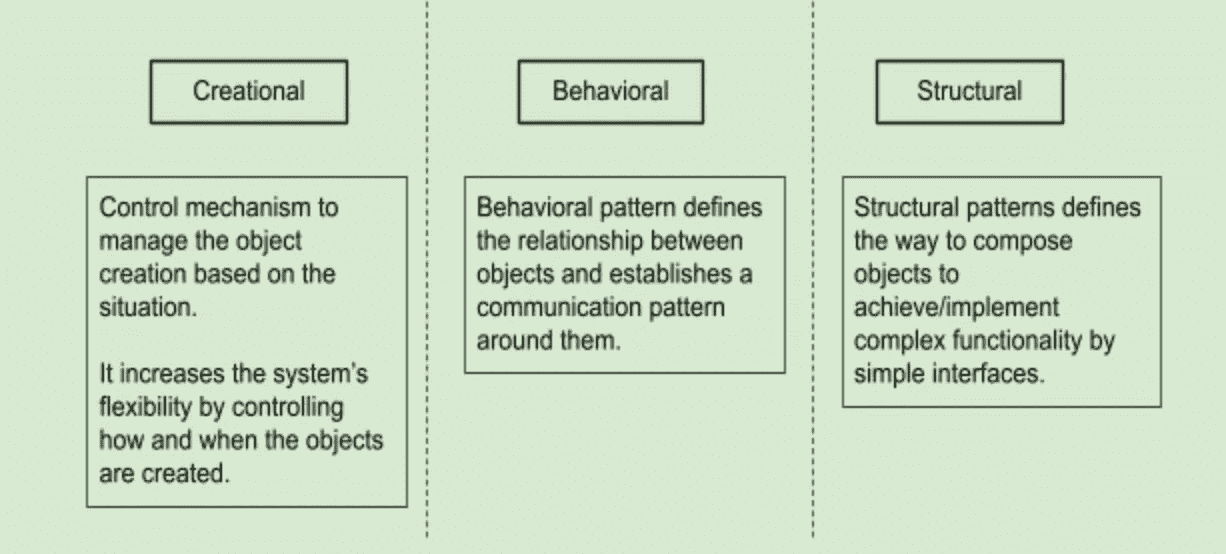 Creational
Control mechanism to
manage the object
creation based on the
situation.
It increases the system's
flexibility by controlling
how and when the objects
are created.
Behavioral
Behavioral pattern defines
the relationship between
objects and establishes a
communication pattern
around them.
Structural
Structural patterns defines
the way to compose
objects to
achieve/implement
complex functionality by
simple interfaces.